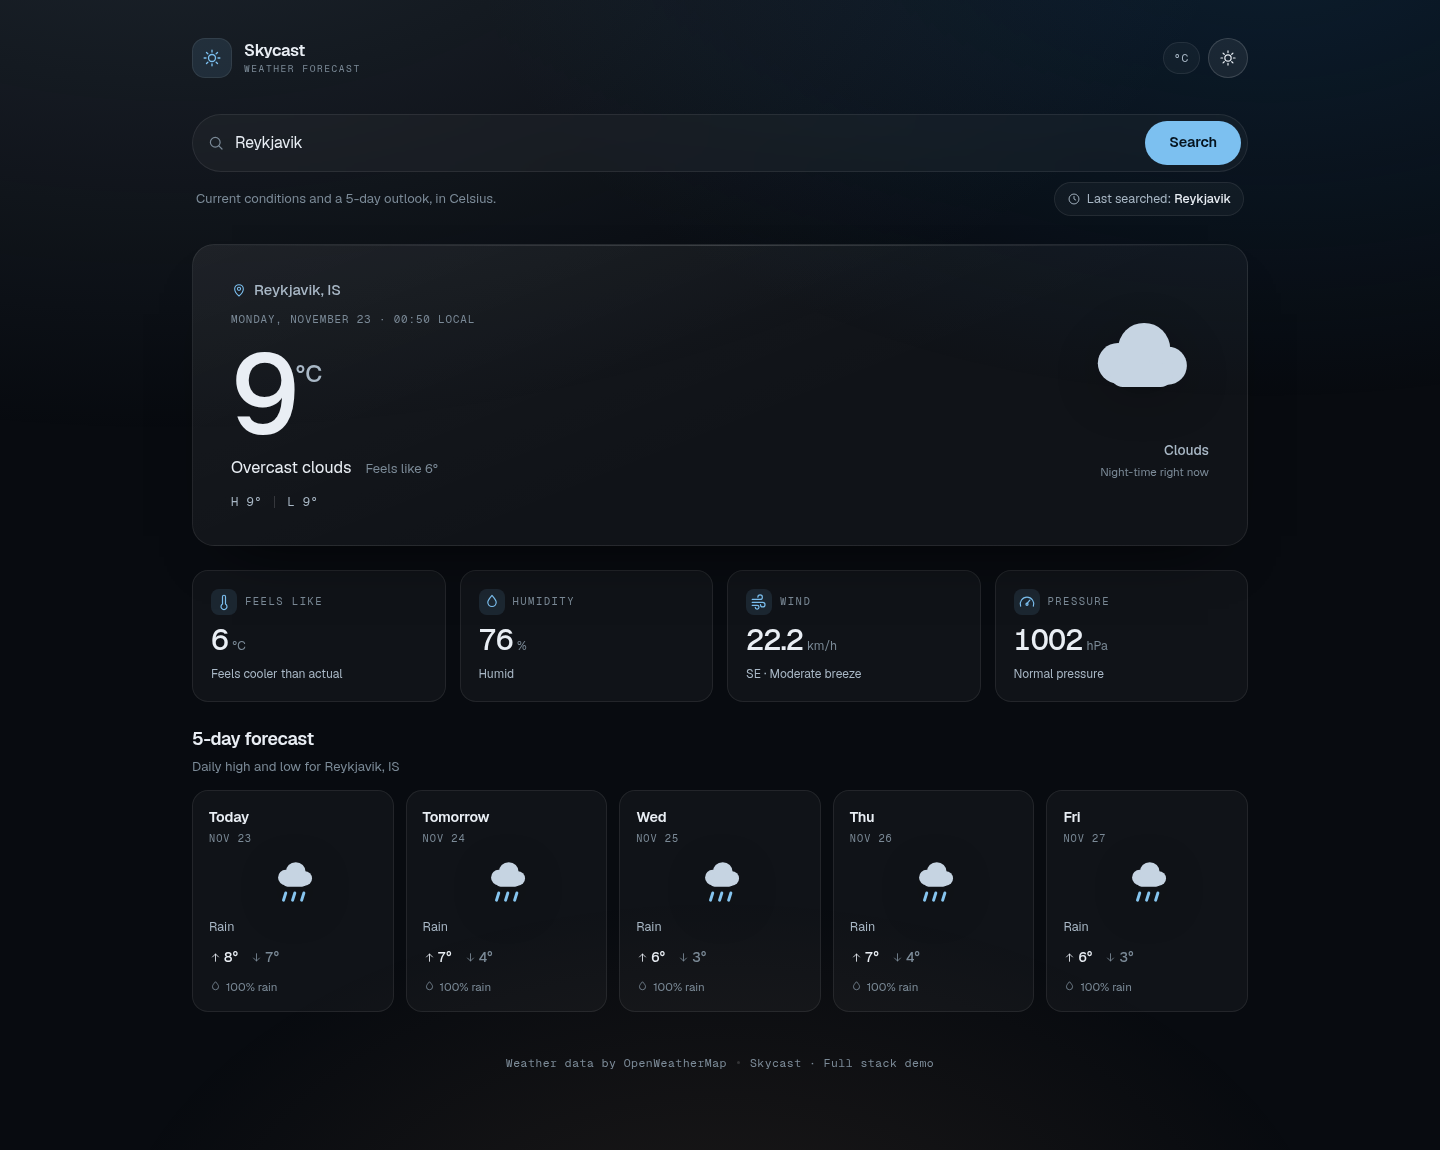 Skycast
WEATHER FORECAST
°C
Reykjavik
Search
Current conditions and a 5-day outlook, in Celsius.
Last searched: Reykjavik
Reykjavik, IS
MONDAY, NOVEMBER 23 · 00:50 LOCAL
9°C
Overcast clouds Feels like 6°
H 9° | L 9°
Clouds
Night-time right now
FEELS LIKE
6 °C
Feels cooler than actual
HUMIDITY
76 %
Humid
WIND
22.2 km/h
SE · Moderate breeze
PRESSURE
1002 hPa
Normal pressure
5-day forecast
Daily high and low for Reykjavik, IS
Today
NOV 23
Rain
↑ 8° ↓ 7°
100% rain
Tomorrow
NOV 24
Rain
↑ 7° ↓ 4°
100% rain
Wed
NOV 25
Rain
↑ 6° ↓ 3°
100% rain
Thu
NOV 26
Rain
↑ 7° ↓ 4°
100% rain
Fri
NOV 27
Rain
↑ 6° ↓ 3°
100% rain
Weather data by OpenWeatherMap · Skycast · Full stack demo